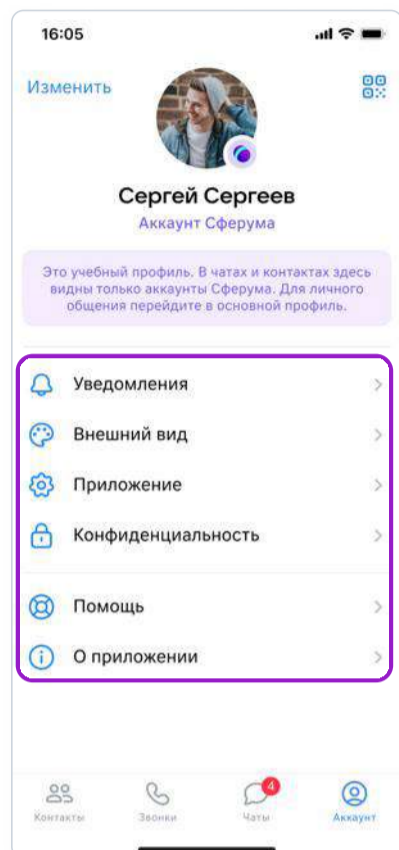 16:05
Изменить
Сергей Сергеев
Аккаунт Сферума
Это учебный профиль. В чатах и контактах здесь
видны только аккаунты Сферума. Для личного
общения перейдите в основной профиль.
Уведомления
Внешний вид
Приложение
Конфиденциальность
Помощь
О приложении
4
Контакты
Звонки
Чаты
Аккаунт